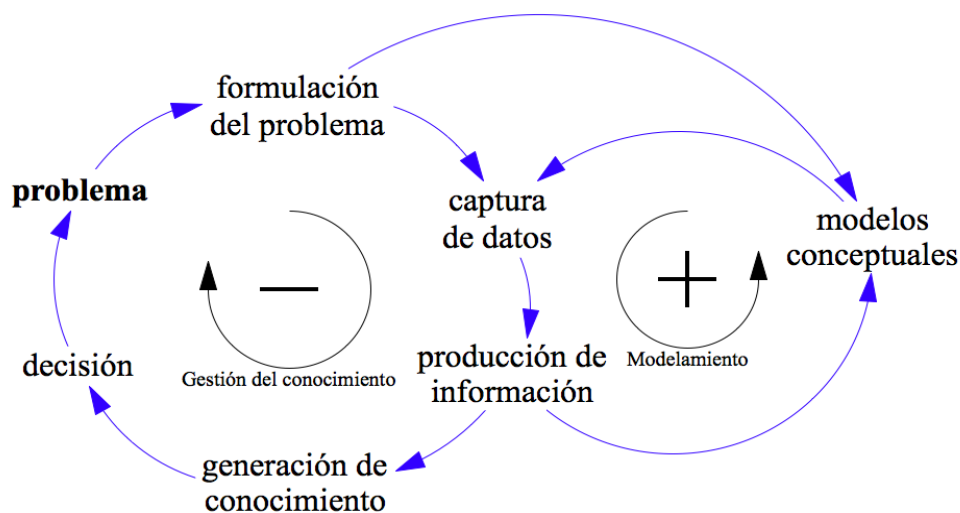 formulación
del problema
problema
captura
de datos
modelos
conceptuales
decisión
Gestión del conocimiento
producción de
información
Modelamiento
generación de
conocimiento